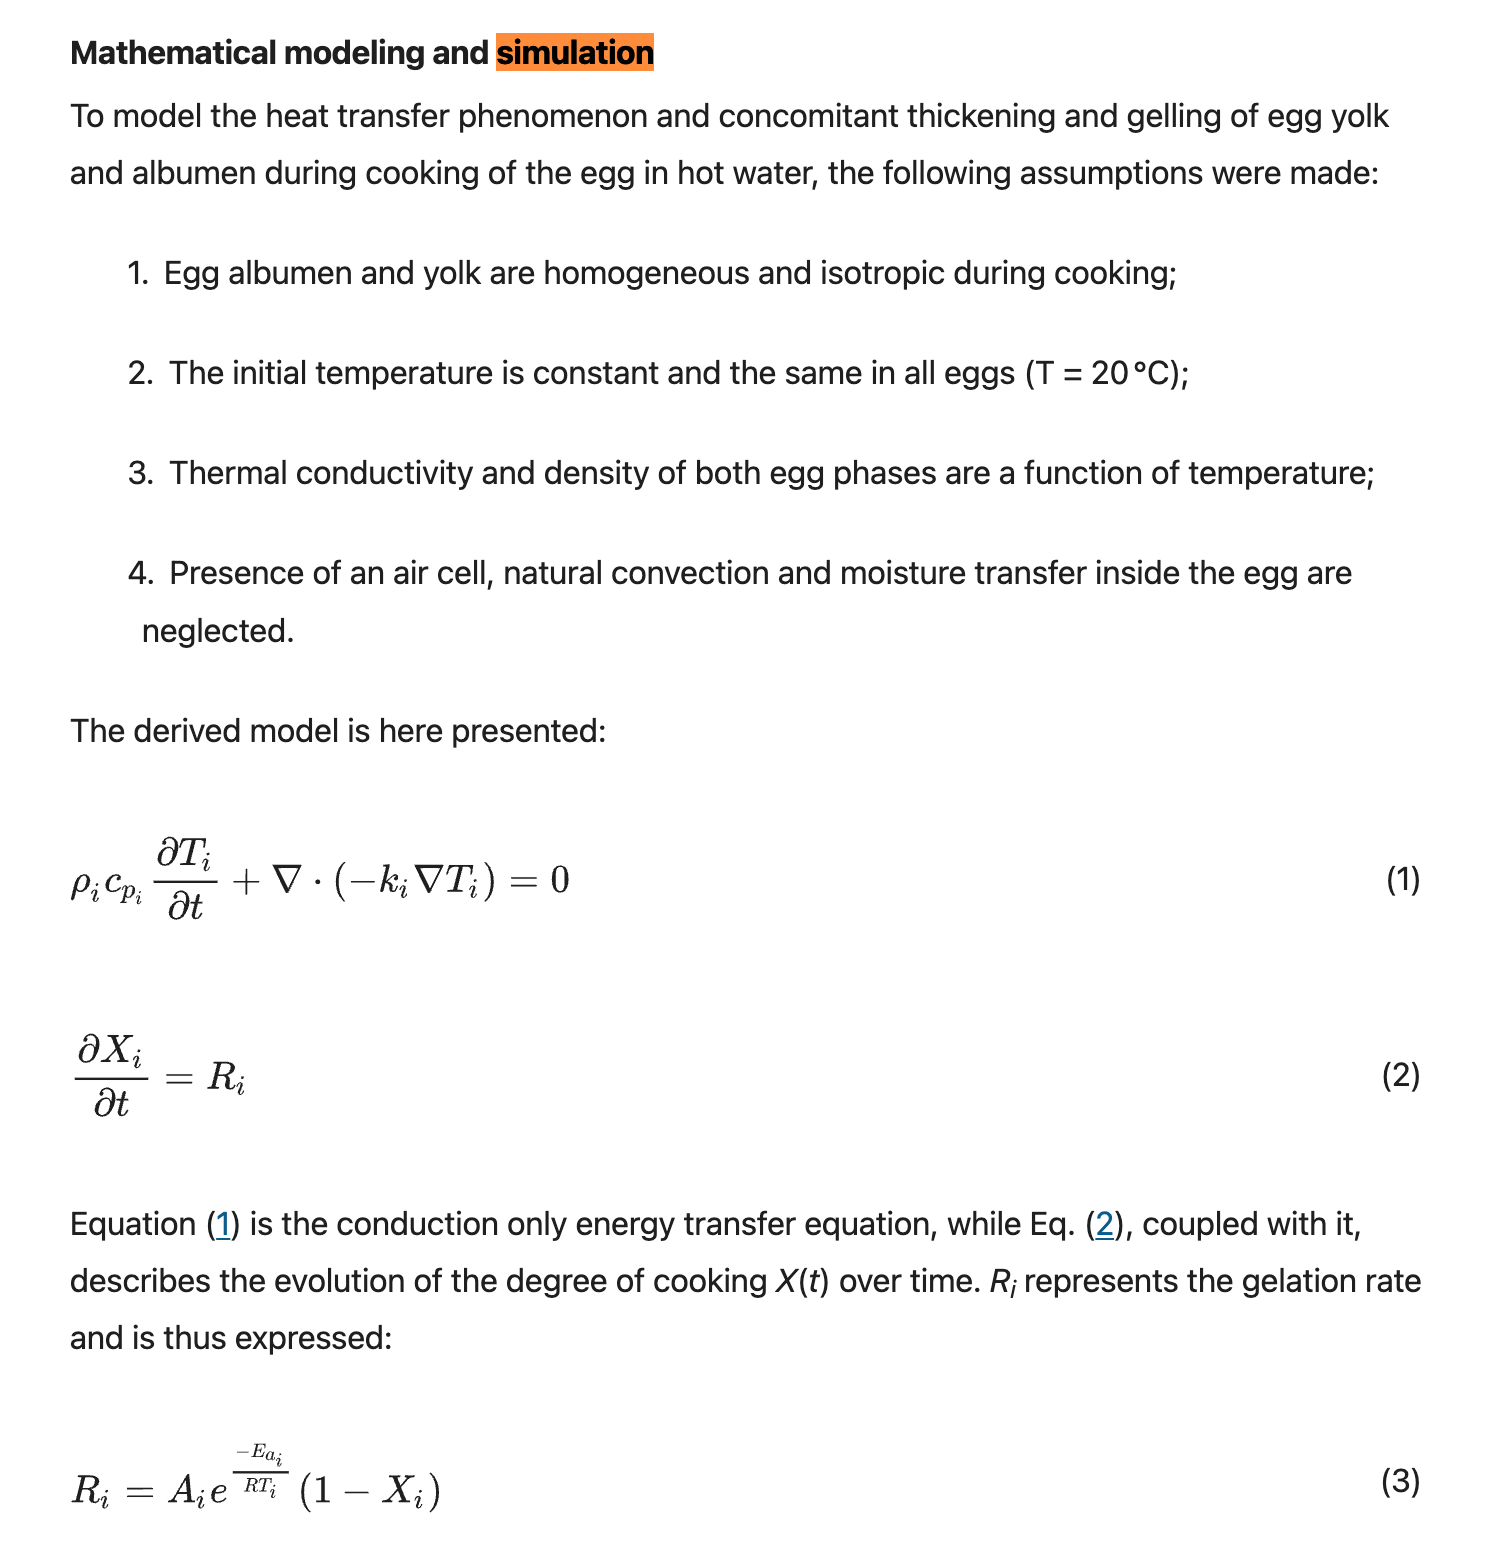 Mathematical modeling and simulation
To model the heat transfer phenomenon and concomitant thickening and gelling of egg yolk
and albumen during cooking of the egg in hot water, the following assumptions were made:
1. Egg albumen and yolk are homogeneous and isotropic during cooking;
2. The initial temperature is constant and the same in all eggs (T = 20 °C);
3. Thermal conductivity and density of both egg phases are a function of temperature;
4. Presence of an air cell, natural convection and moisture transfer inside the egg are
neglected.
The derived model is here presented:
$\rho_i c_{p_i} \frac{\partial T_i}{\partial t} + \nabla \cdot (-k_i \nabla T_i) = 0$ (1)
$\frac{\partial X_i}{\partial t} = R_i$ (2)
Equation (1) is the conduction only energy transfer equation, while Eq. (2), coupled with it,
describes the evolution of the degree of cooking X(t) over time. R_i represents the gelation rate
and is thus expressed:
$R_i = A_i e^{\frac{-E_{a_i}}{RT_i}} (1 - X_i)$ (3)